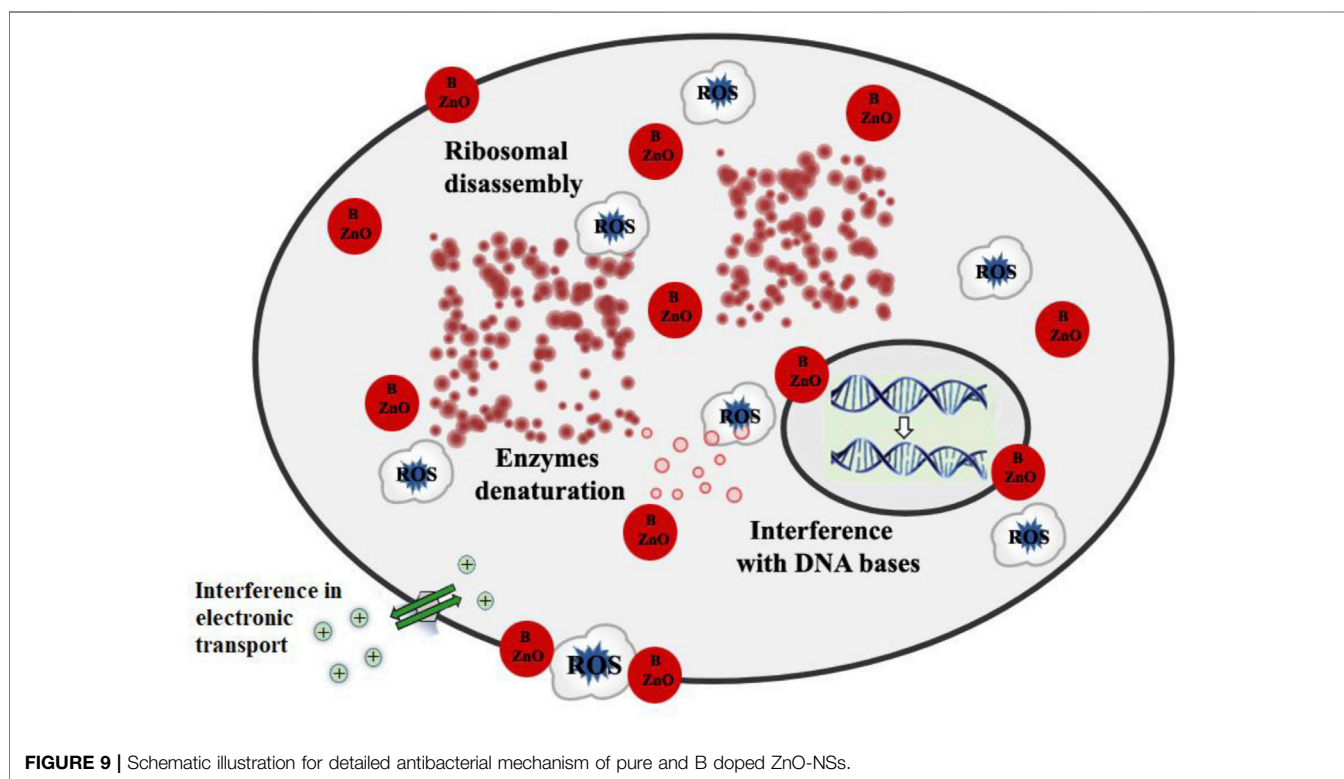 ROS
B
ZnO
B
ZnO
B
ZnO
Ribosomal
disassembly
B
ZnO
ROS
ROS
B
ZnO
B
ZnO
B
ZnO
B
ZnO
ROS
Enzymes
denaturation
ROS
B
ZnO
B
ZnO
Interference
with DNA bases
ROS
Interference in
electronic
transport
+
+
+
+
+
+
B
ZnO
ROS
B
ZnO
FIGURE 9 | Schematic illustration for detailed antibacterial mechanism of pure and B doped ZnO-NSs.